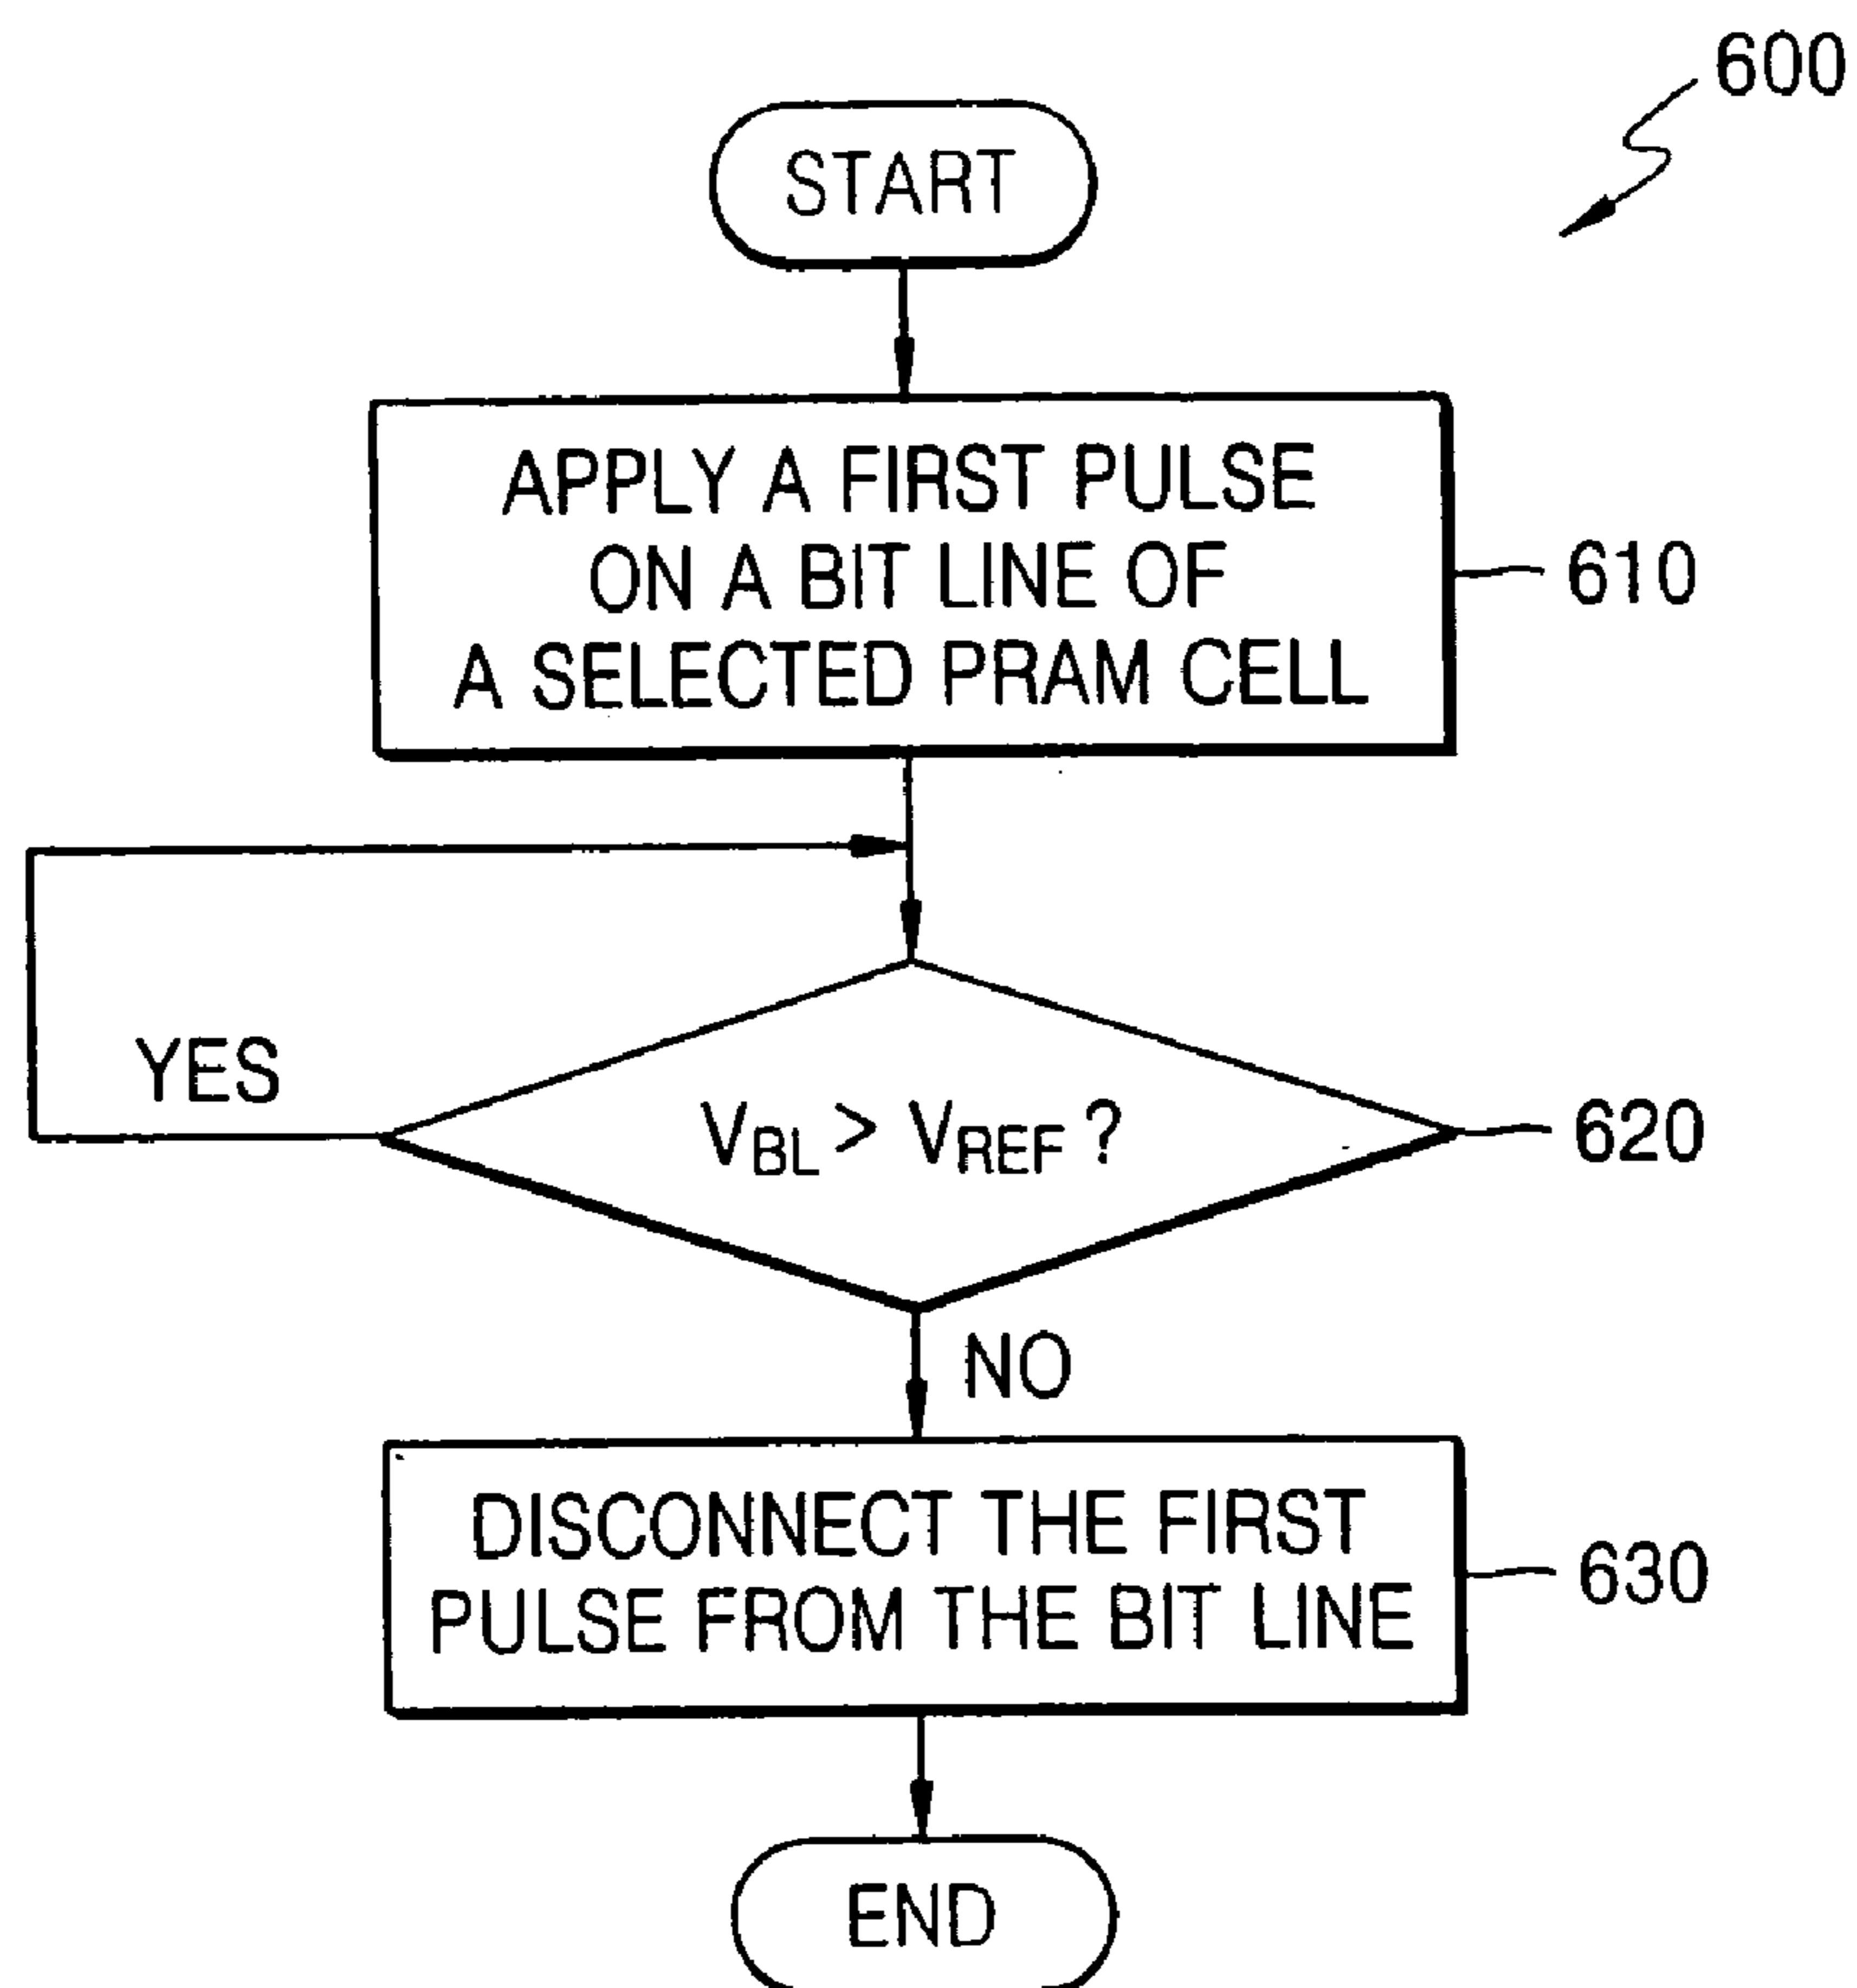 600
START
APPLY A FIRST PULSE
ON A BIT LINE OF
A SELECTED PRAM CELL
610
YES
VBL > VREF ?
620
NO
DISCONNECT THE FIRST
PULSE FROM THE BIT LINE
630
END